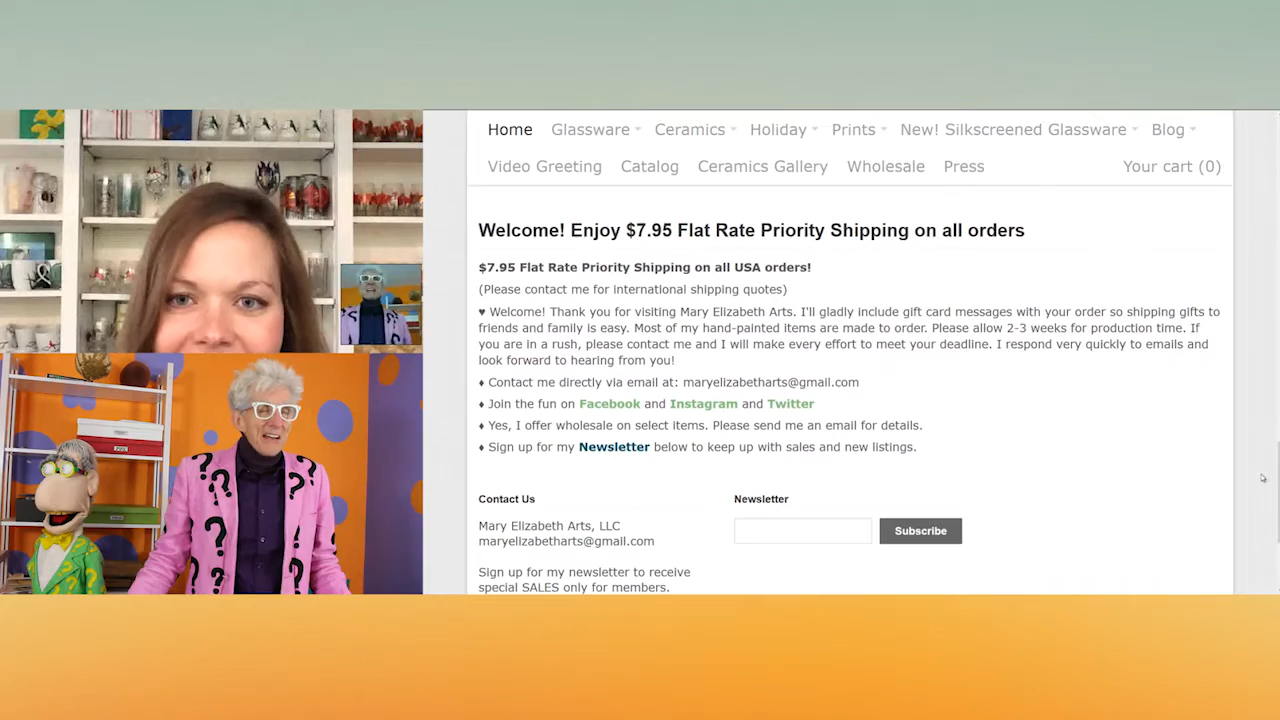 Home Glassware Ceramics Holiday Prints New! Silkscreened Glassware Blog
Video Greeting Catalog Ceramics Gallery Wholesale Press Your cart (0)
Welcome! Enjoy $7.95 Flat Rate Priority Shipping on all orders
$7.95 Flat Rate Priority Shipping on all USA orders!
(Please contact me for international shipping quotes)
♥ Welcome! Thank you for visiting Mary Elizabeth Arts. I'll gladly include gift card messages with your order so shipping gifts to
friends and family is easy. Most of my hand-painted items are made to order. Please allow 2-3 weeks for production time. If
you are in a rush, please contact me and I will make every effort to meet your deadline. I respond very quickly to emails and
look forward to hearing from you!
♦ Contact me directly via email at: maryelizabetharts@gmail.com
♦ Join the fun on Facebook and Instagram and Twitter
♦ Yes, I offer wholesale on select items. Please send me an email for details.
♦ Sign up for my Newsletter below to keep up with sales and new listings.
Contact Us
Mary Elizabeth Arts, LLC
maryelizabetharts@gmail.com
Sign up for my newsletter to receive
special SALES only for members.
Newsletter
Subscribe
? ? ? ? ? ? ?